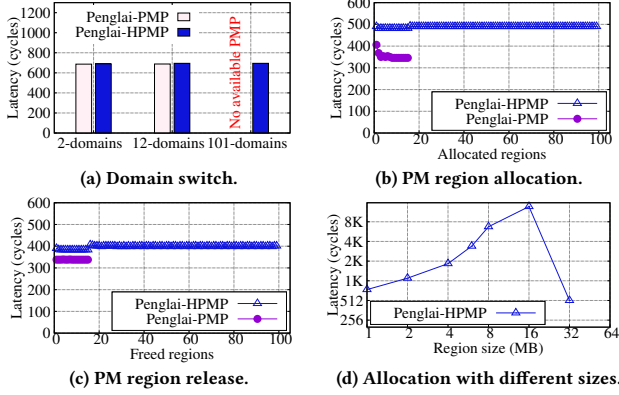 Penglai-PMP
Penglai-HPMP
Latency (cycles)
1200
1000
800
600
400
200
0
No available PMP
2-domains 12-domains 101-domains
(a) Domain switch.
Latency (cycles)
600
500
400
300
200
100
0
Penglai-HPMP
Penglai-PMP
0 20 40 60 80 100
Allocated regions
(b) PM region allocation.
Latency (cycles)
600
500
400
300
200
100
0
Penglai-HPMP
Penglai-PMP
0 20 40 60 80 100
Freed regions
(c) PM region release.
Latency (cycles)
8K
4K
2K
1K
512
256
Penglai-HPMP
1 2 4 8 16 32 64
Region size (MB)
(d) Allocation with different sizes.